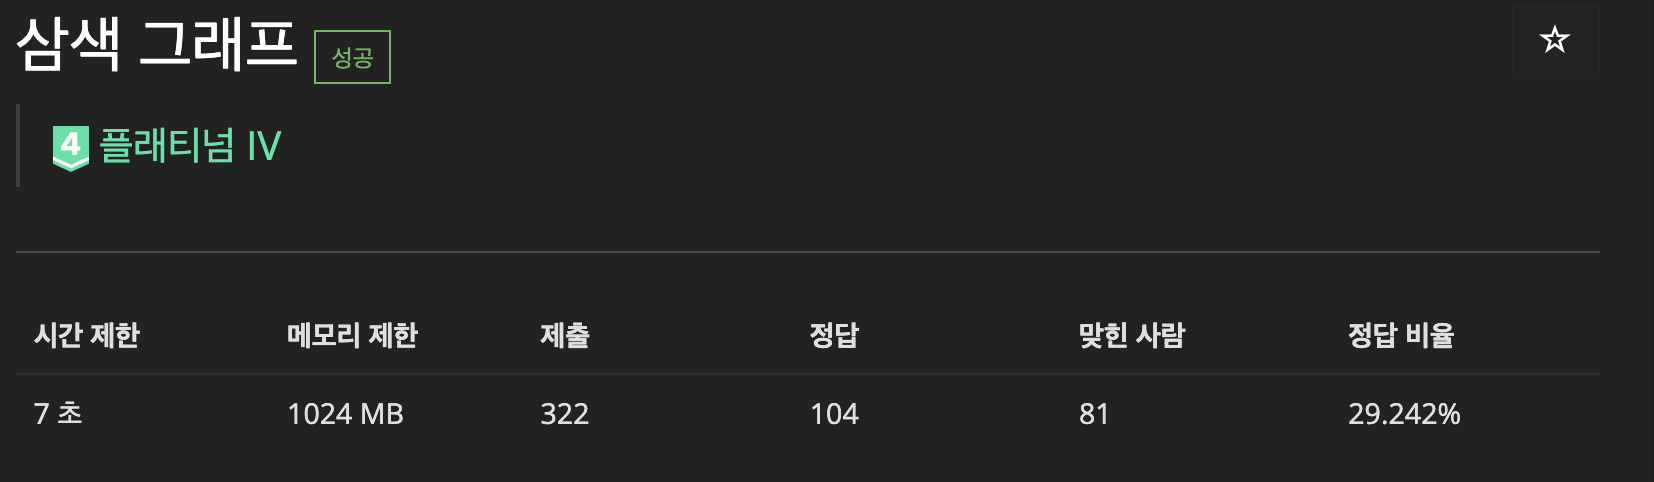 삼색 그래프 성공
4 플래티넘 IV
시간 제한 메모리 제한 제출 정답 맞힌 사람 정답 비율
7 초 1024 MB 322 104 81 29.242%